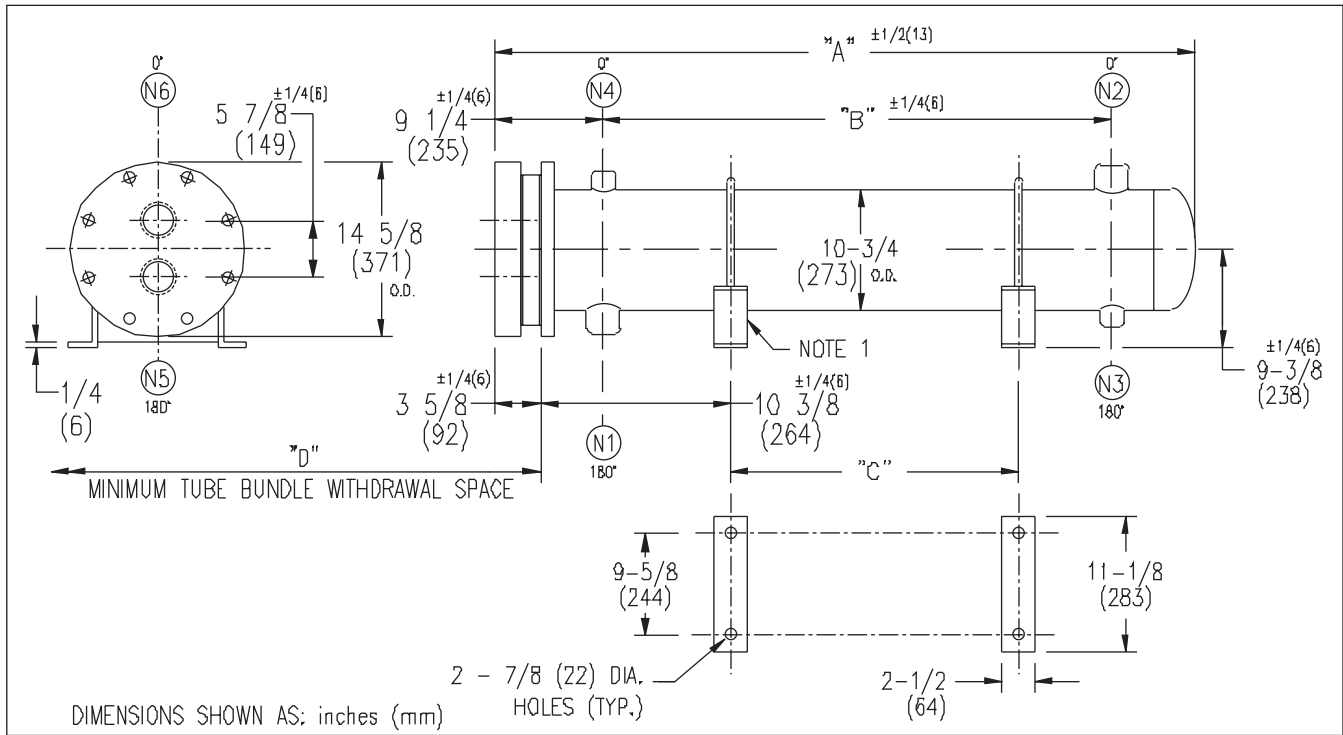 "A" ±1/2(13)
0°
N6
±1/4(6)
5 7/8
(149)
±1/4(6)
9 1/4
(235)
0°
N4
"B" ±1/4(6)
0°
N2
14 5/8
(371)
O.D.
10-3/4
(273) O.D.
NOTE 1
±1/4(6)
9-3/8
(238)
1/4
(6)
N5
180°
±1/4(6)
3 5/8
(92)
±1/4(6)
10 3/8
(264)
N1
180°
N3
180°
"D"
MINIMUM TUBE BUNDLE WITHDRAWAL SPACE
"C"
9-5/8
(244)
11-1/8
(283)
2 - 7/8 (22) DIA.
HOLES (TYP.)
2-1/2
(64)
DIMENSIONS SHOWN AS: inches (mm)